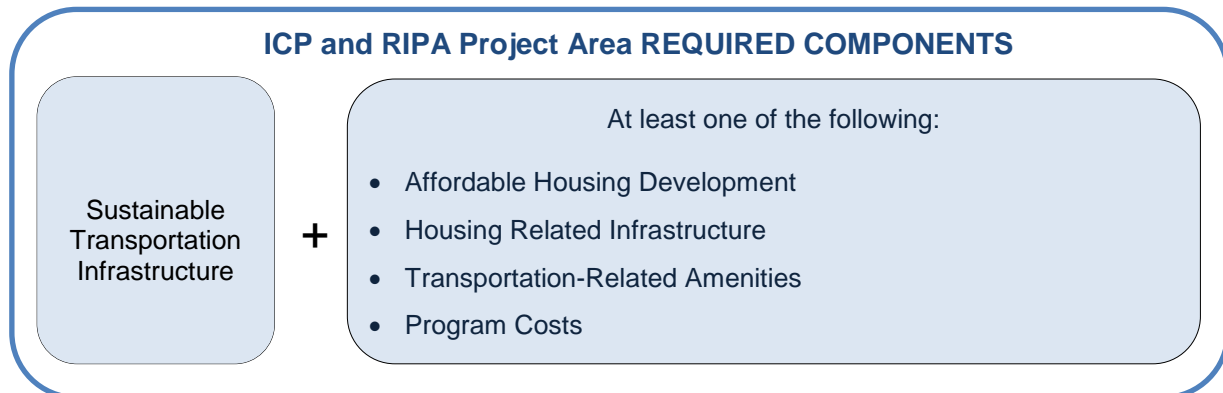 ICP and RIPA Project Area REQUIRED COMPONENTS
Sustainable
Transportation
Infrastructure
+
At least one of the following:
• Affordable Housing Development
• Housing Related Infrastructure
• Transportation-Related Amenities
• Program Costs